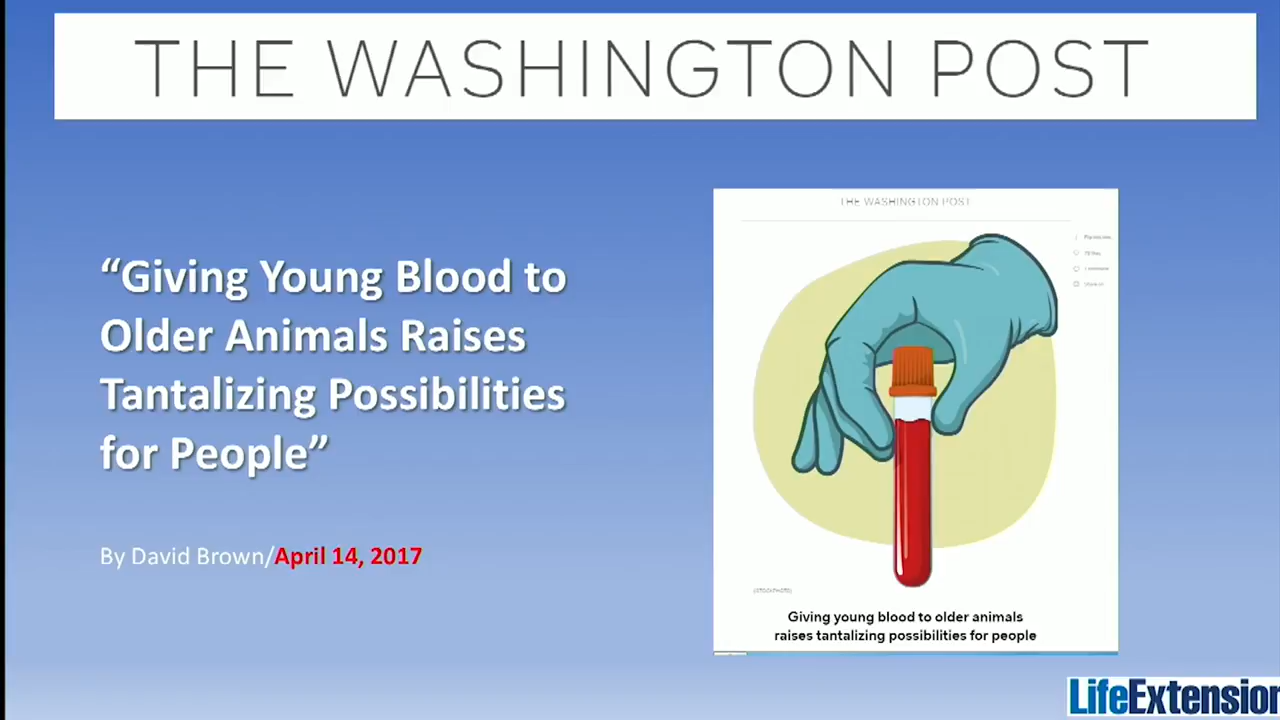 THE WASHINGTON POST
THE WASHINGTON POST
“Giving Young Blood to
Older Animals Raises
Tantalizing Possibilities
for People”
By David Brown/April 14, 2017
(ISTOCKPHOTO)
Giving young blood to older animals
raises tantalizing possibilities for people
LifeExtension